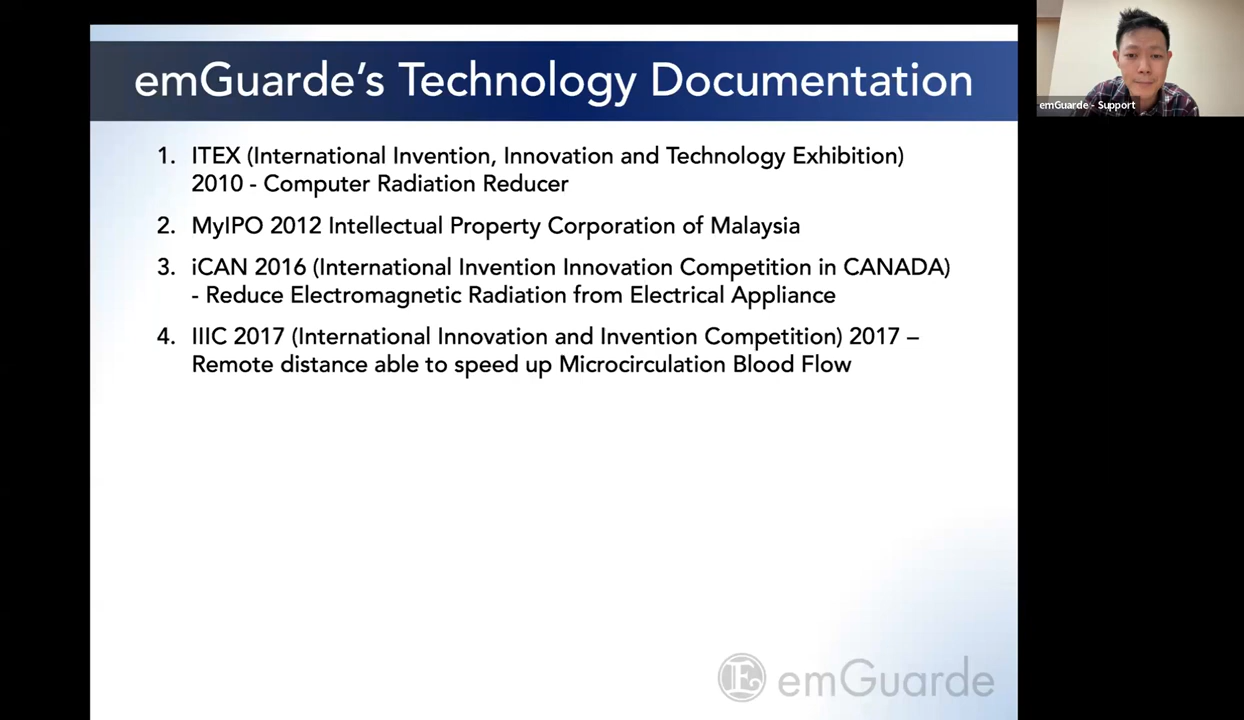 emGuarde's Technology Documentation
1. ITEX (International Invention, Innovation and Technology Exhibition)
2010 - Computer Radiation Reducer
2. MyIPO 2012 Intellectual Property Corporation of Malaysia
3. iCAN 2016 (International Invention Innovation Competition in CANADA)
- Reduce Electromagnetic Radiation from Electrical Appliance
4. IIIC 2017 (International Innovation and Invention Competition) 2017 –
Remote distance able to speed up Microcirculation Blood Flow
emGuarde
emGuarde - Support